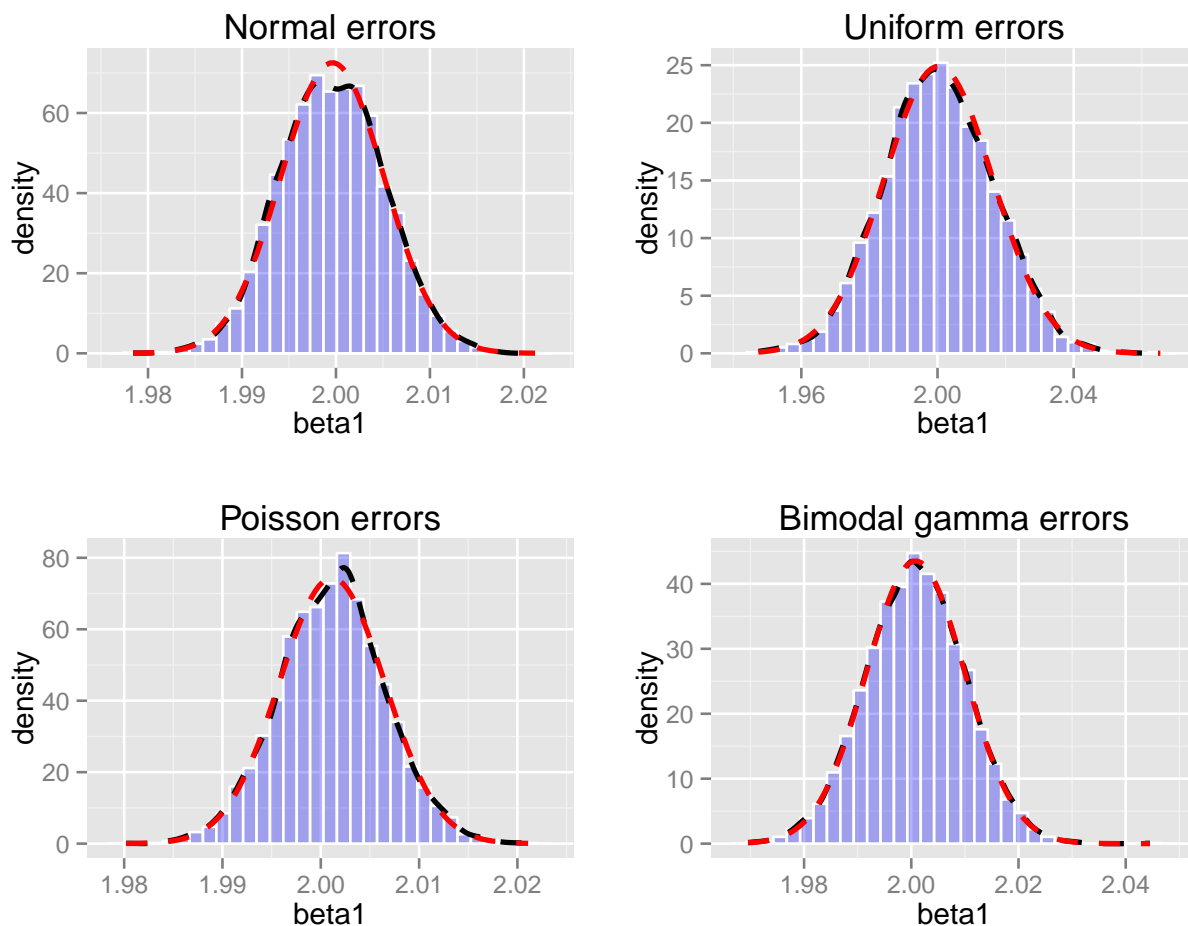 Normal errors
density
60
40
20
0
1.98 1.99 2.00 2.01 2.02
beta1
Uniform errors
density
25
20
15
10
5
0
1.96 2.00 2.04
beta1
Poisson errors
density
80
60
40
20
0
1.98 1.99 2.00 2.01 2.02
beta1
Bimodal gamma errors
density
40
30
20
10
0
1.98 2.00 2.02 2.04
beta1